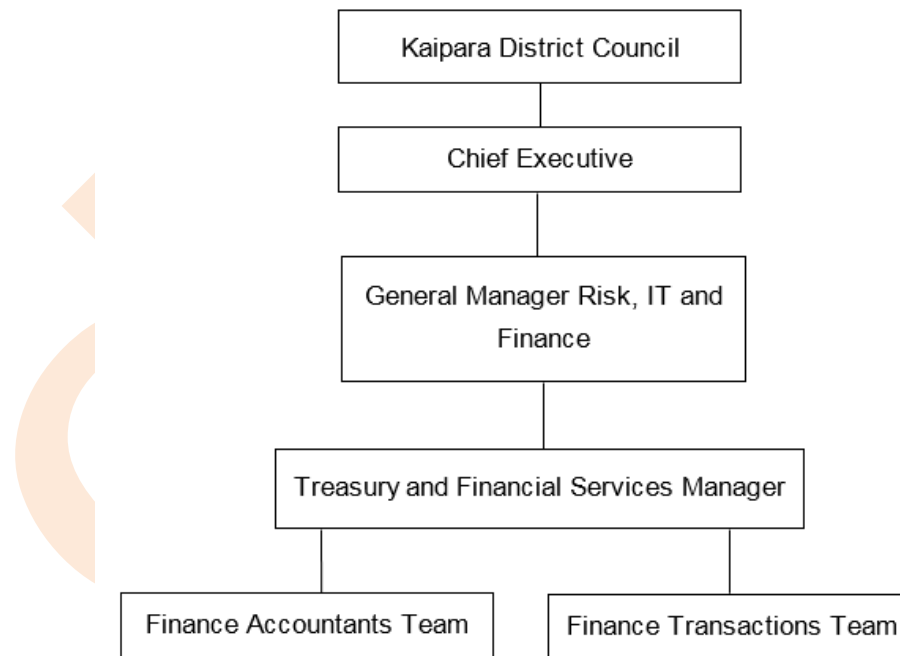 Kaipara District Council
Chief Executive
General Manager Risk, IT and
Finance
Treasury and Financial Services Manager
Finance Accountants Team
Finance Transactions Team